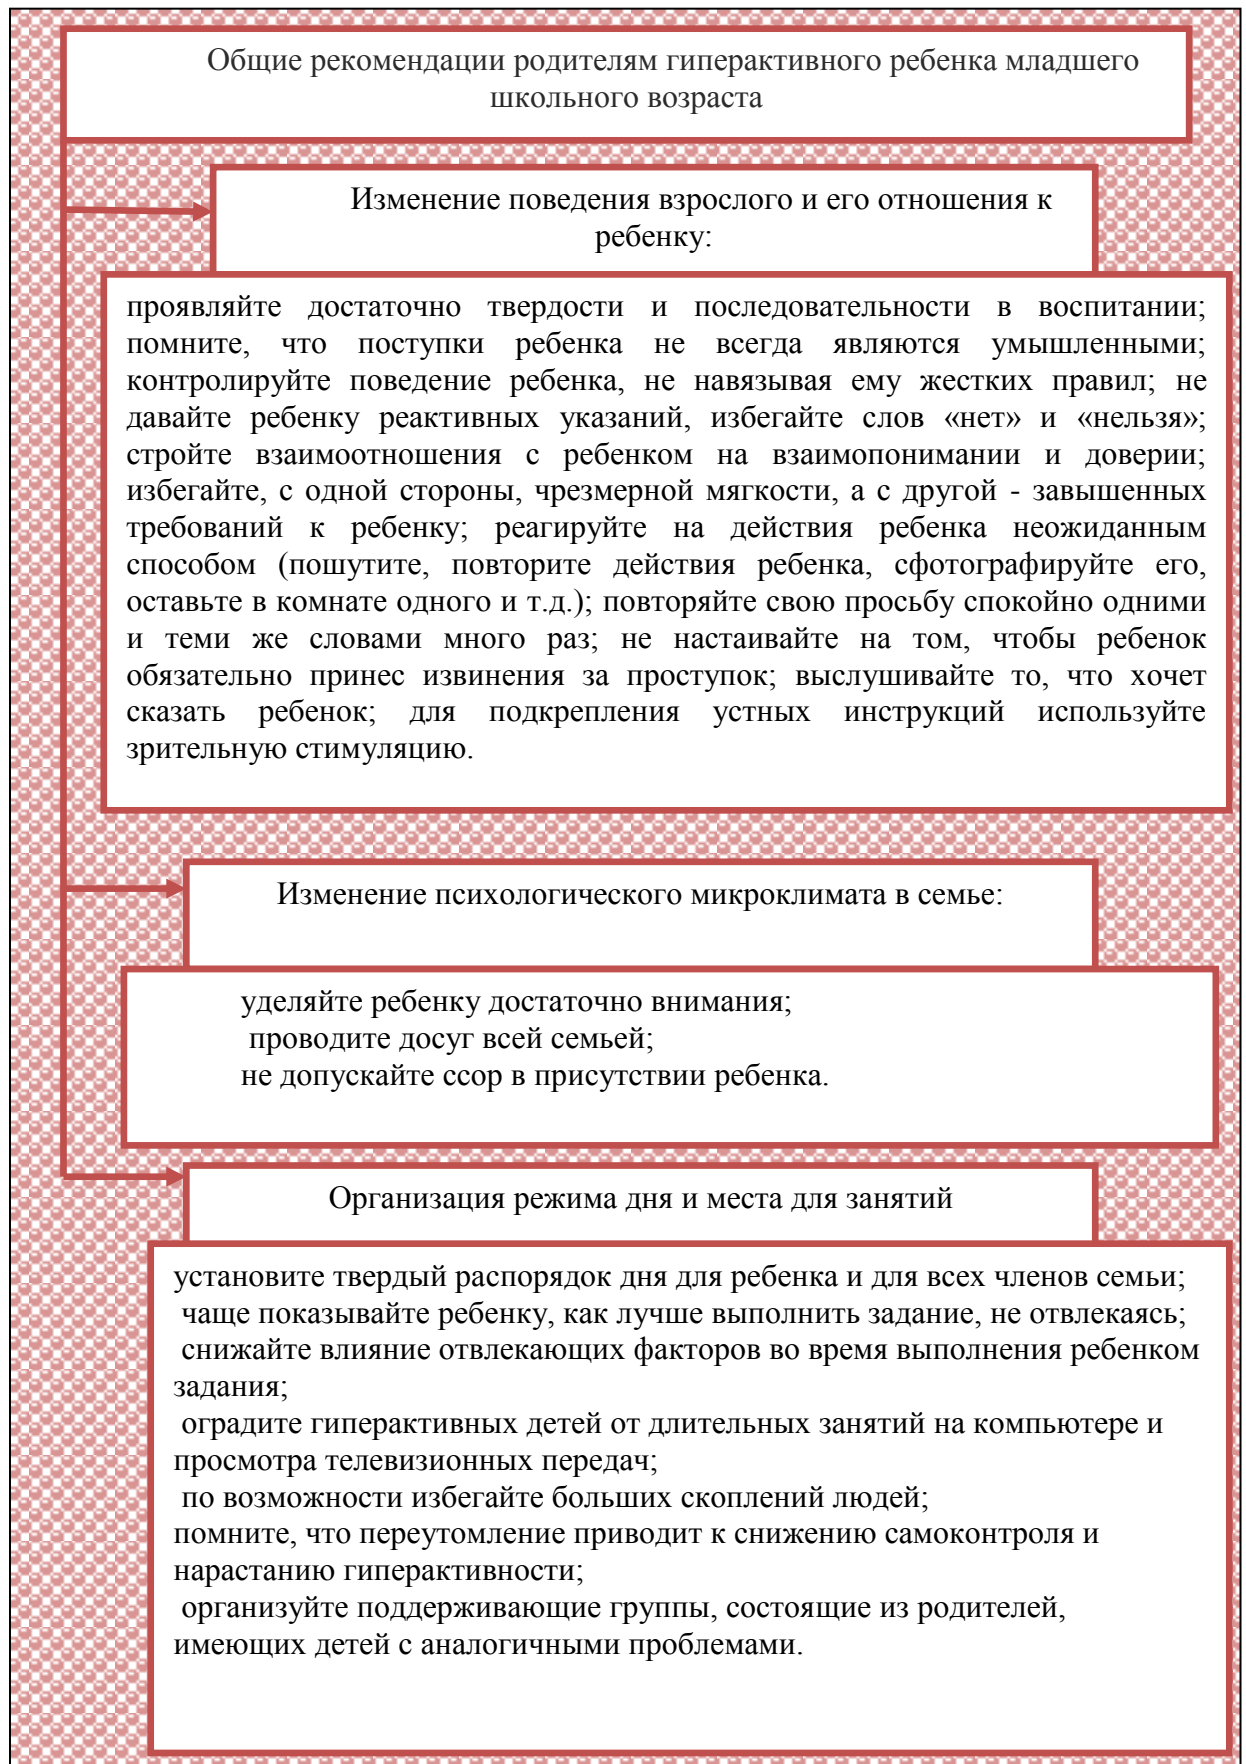 Общие рекомендации родителям гиперактивного ребенка младшего
школьного возраста
Изменение поведения взрослого и его отношения к
ребенку:
проявляйте достаточно твердости и последовательности в воспитании;
помните, что поступки ребенка не всегда являются умышленными;
контролируйте поведение ребенка, не навязывая ему жестких правил; не
давайте ребенку реактивных указаний, избегайте слов «нет» и «нельзя»;
стройте взаимоотношения с ребенком на взаимопонимании и доверии;
избегайте, с одной стороны, чрезмерной мягкости, а с другой - завышенных
требований к ребенку; реагируйте на действия ребенка неожиданным
способом (пошутите, повторите действия ребенка, сфотографируйте его,
оставьте в комнате одного и т.д.); повторяйте свою просьбу спокойно одними
и теми же словами много раз; не настаивайте на том, чтобы ребенок
обязательно принес извинения за проступок; выслушивайте то, что хочет
сказать ребенок; для подкрепления устных инструкций используйте
зрительную стимуляцию.
Изменение психологического микроклимата в семье:
уделяйте ребенку достаточно внимания;
проводите досуг всей семьей;
не допускайте ссор в присутствии ребенка.
Организация режима дня и места для занятий
установите твердый распорядок дня для ребенка и для всех членов семьи;
чаще показывайте ребенку, как лучше выполнить задание, не отвлекаясь;
снижайте влияние отвлекающих факторов во время выполнения ребенком
задания;
оградите гиперактивных детей от длительных занятий на компьютере и
просмотра телевизионных передач;
по возможности избегайте больших скоплений людей;
помните, что переутомление приводит к снижению самоконтроля и
нарастанию гиперактивности;
организуйте поддерживающие группы, состоящие из родителей,
имеющих детей с аналогичными проблемами.